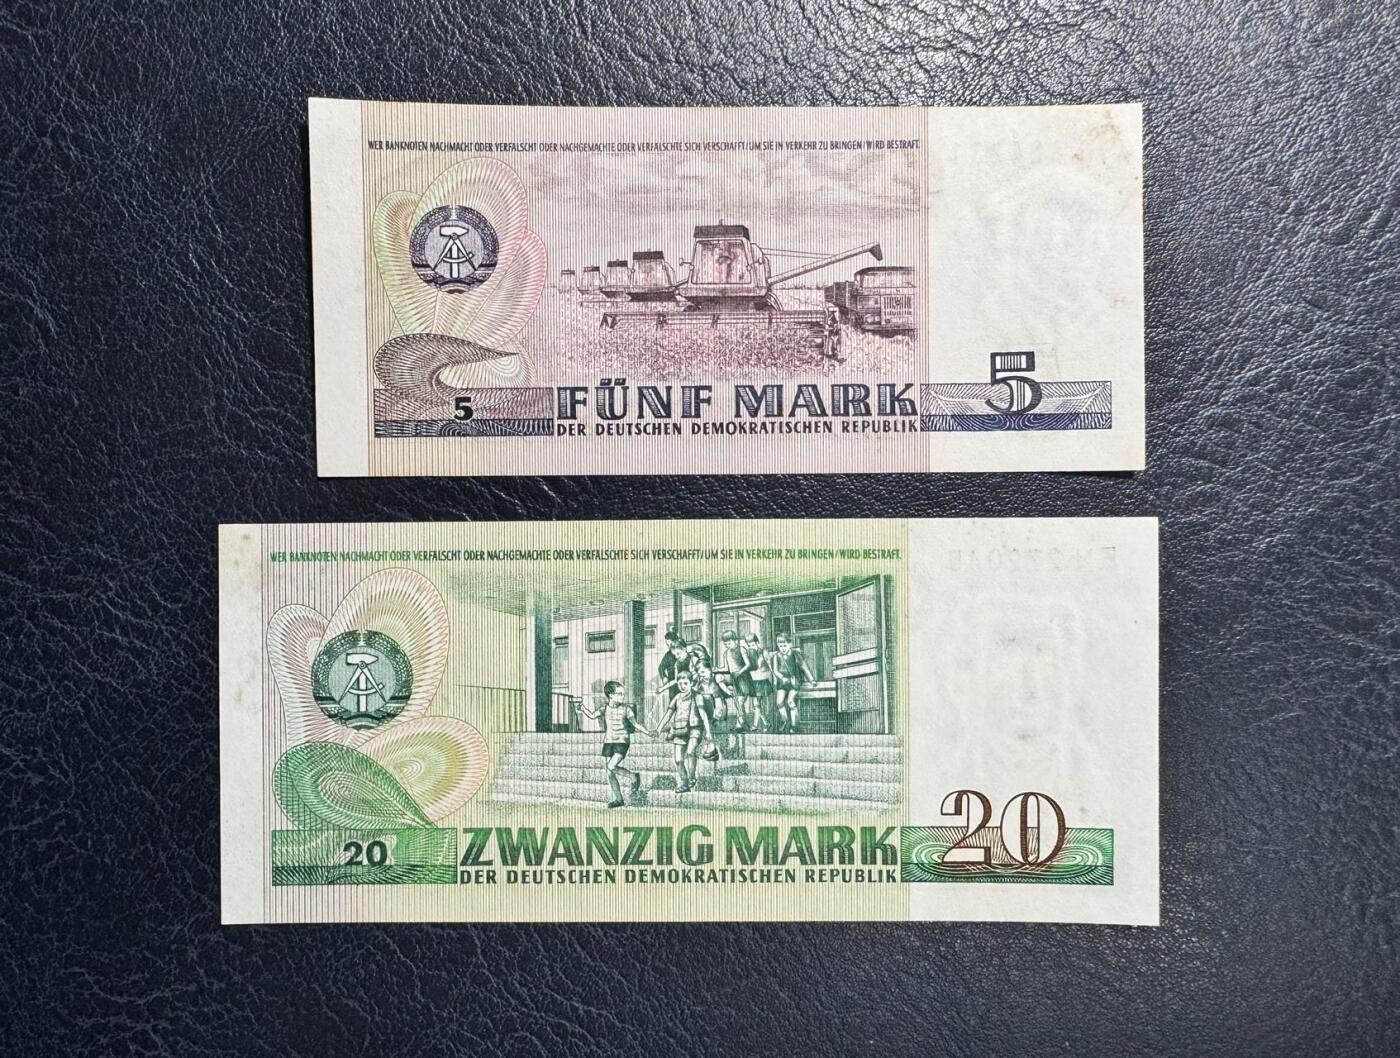 WER BANKNOTEN NACHMACHT ODER VERFÄLSCHT ODER NACHGEMACHTE ODER VERFÄLSCHTE SICH VERSCHAFFT/UM SIE IN VERKEHR ZU BRINGEN/WIRD BESTRAFT.
5
5
FÜNF MARK
DER DEUTSCHEN DEMOKRATISCHEN REPUBLIK
WER BANKNOTEN NACHMACHT ODER VERFÄLSCHT ODER NACHGEMACHTE ODER VERFÄLSCHTE SICH VERSCHAFFT/UM SIE IN VERKEHR ZU BRINGEN/WIRD BESTRAFT.
20
20
ZWANZIG MARK
DER DEUTSCHEN DEMOKRATISCHEN REPUBLIK